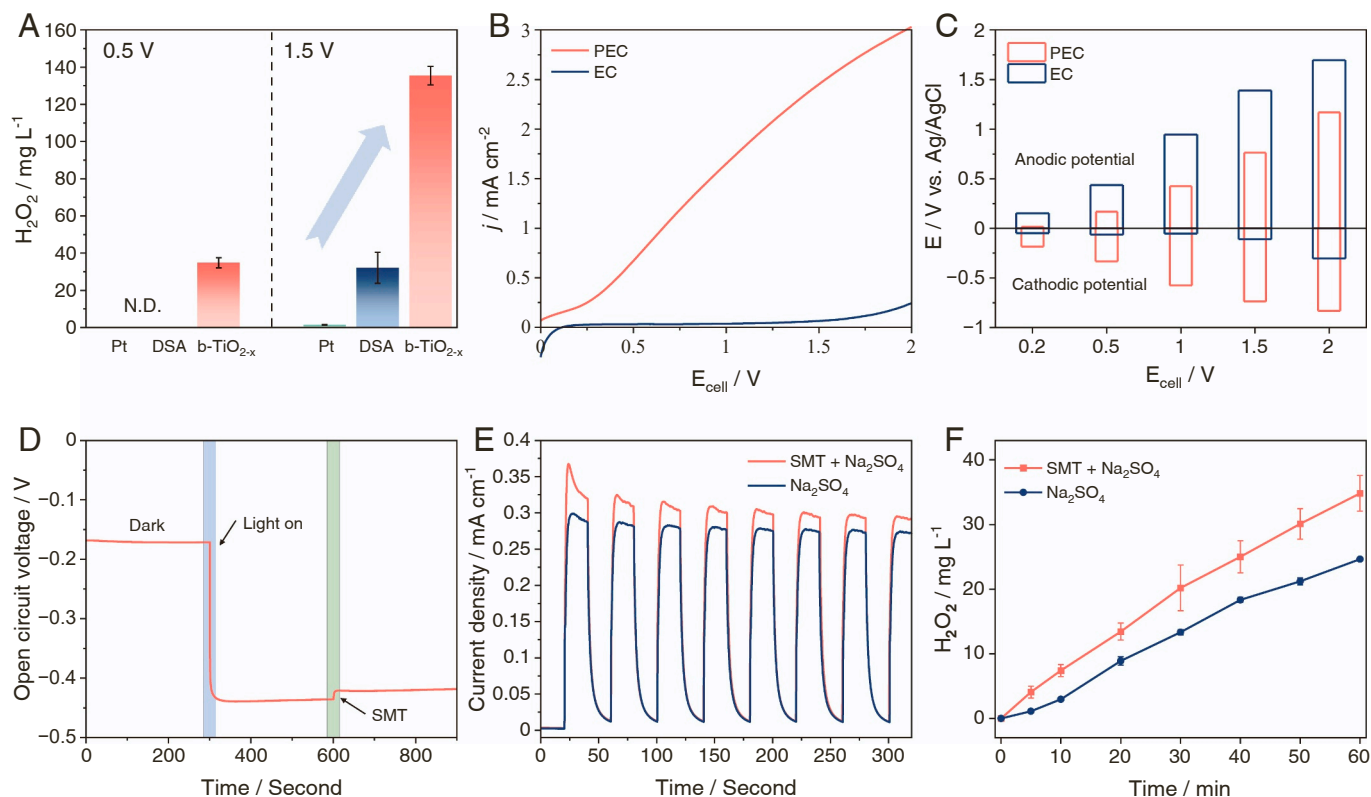 A
160
140
120
100
80
60
40
20
0
H₂O₂ / mg L⁻¹
0.5 V
1.5 V
N.D.
Pt
DSA
b-TiO₂₋ₓ
Pt
DSA
b-TiO₂₋ₓ
B
3
2.5
2
1.5
1
0.5
0
j / mA cm⁻²
PEC
EC
0
0.5
1
1.5
2
E_cell / V
C
2
1.5
1
0.5
0
−0.5
−1
E / V vs. Ag/AgCl
PEC
EC
Anodic potential
Cathodic potential
0.2
0.5
1
1.5
2
E_cell / V
D
0
−0.1
−0.2
−0.3
−0.4
−0.5
Open circuit voltage / V
Dark
Light on
SMT
0
200
400
600
800
Time / Second
E
0.4
0.35
0.3
0.25
0.2
0.15
0.1
0.05
0
Current density / mA cm⁻¹
SMT + Na₂SO₄
Na₂SO₄
0
50
100
150
200
250
300
Time / Second
F
40
30
20
10
0
H₂O₂ / mg L⁻¹
SMT + Na₂SO₄
Na₂SO₄
0
10
20
30
40
50
60
Time / min